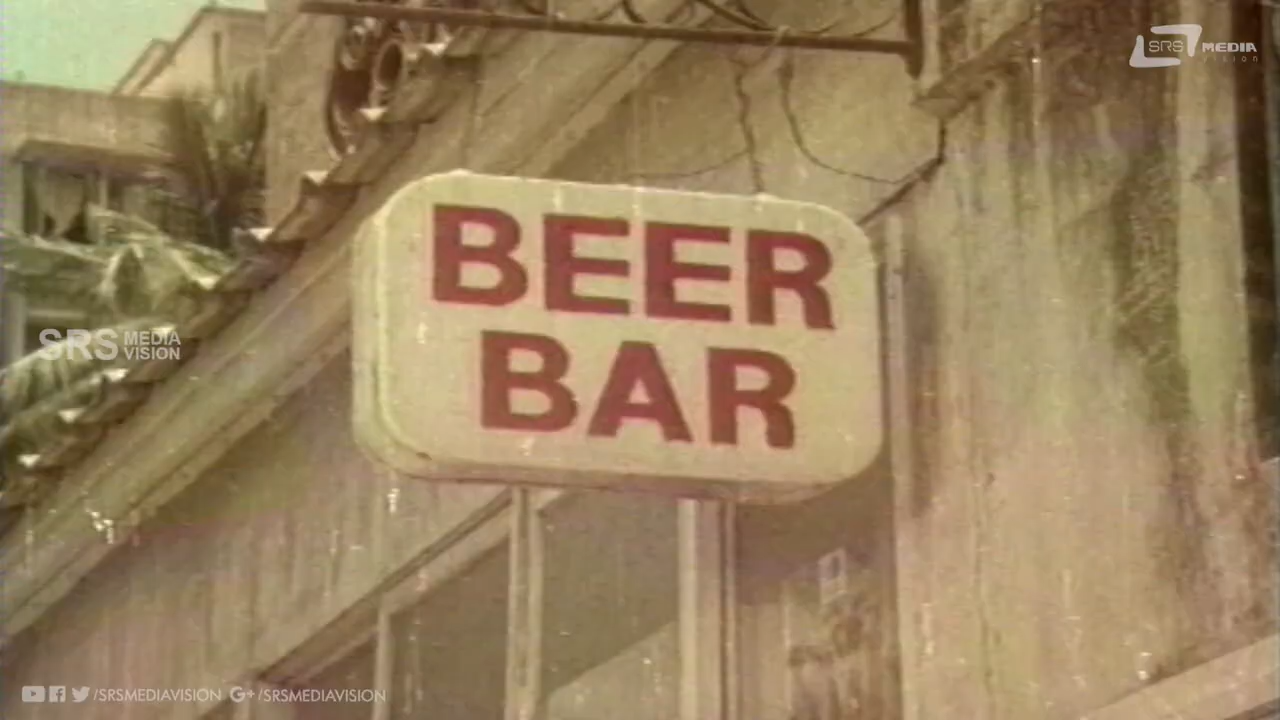 SRS MEDIA
vision
BEER
BAR
SRS MEDIA
VISION
/SRSMEDIAVISION G+/SRSMEDIAVISION